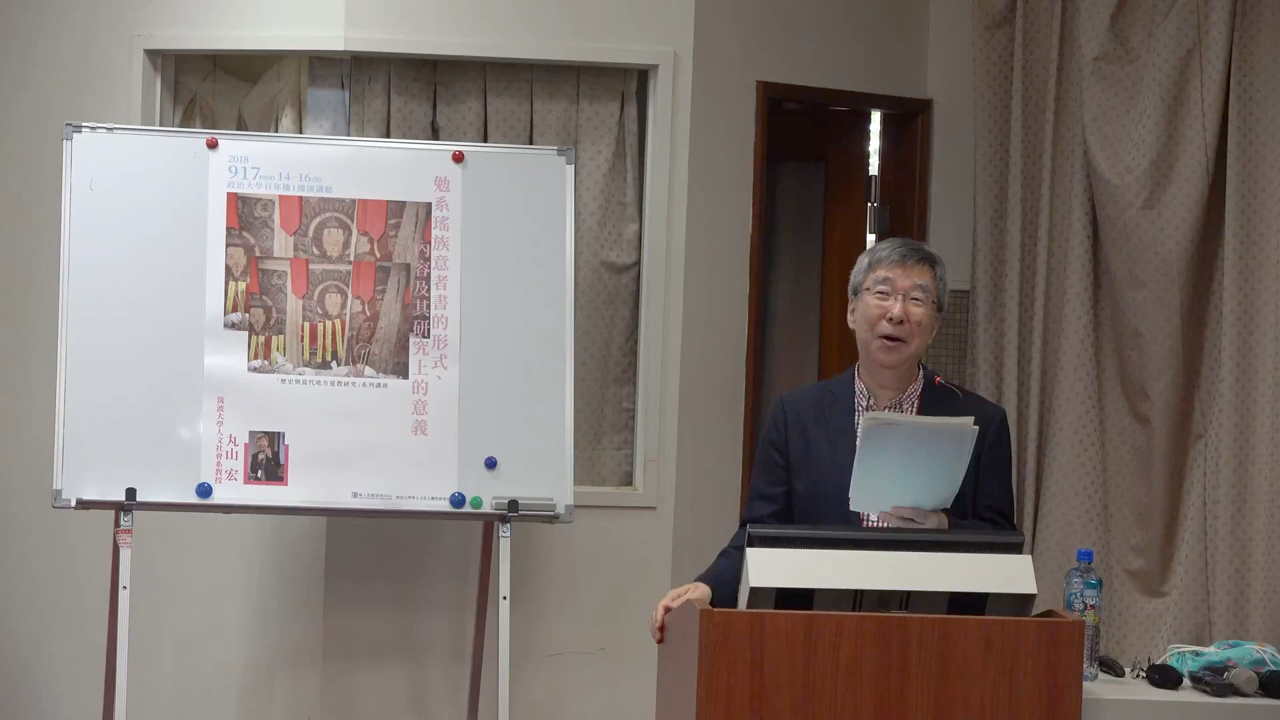 2018
917 mon 14-16:00
政治大學百年樓1樓演講廳
勉系瑤族意者書的形式、
內容及其研究上的意義
「歷史與當代地方道教研究」系列講座
筑波大學人文社會系教授
丸山 宏